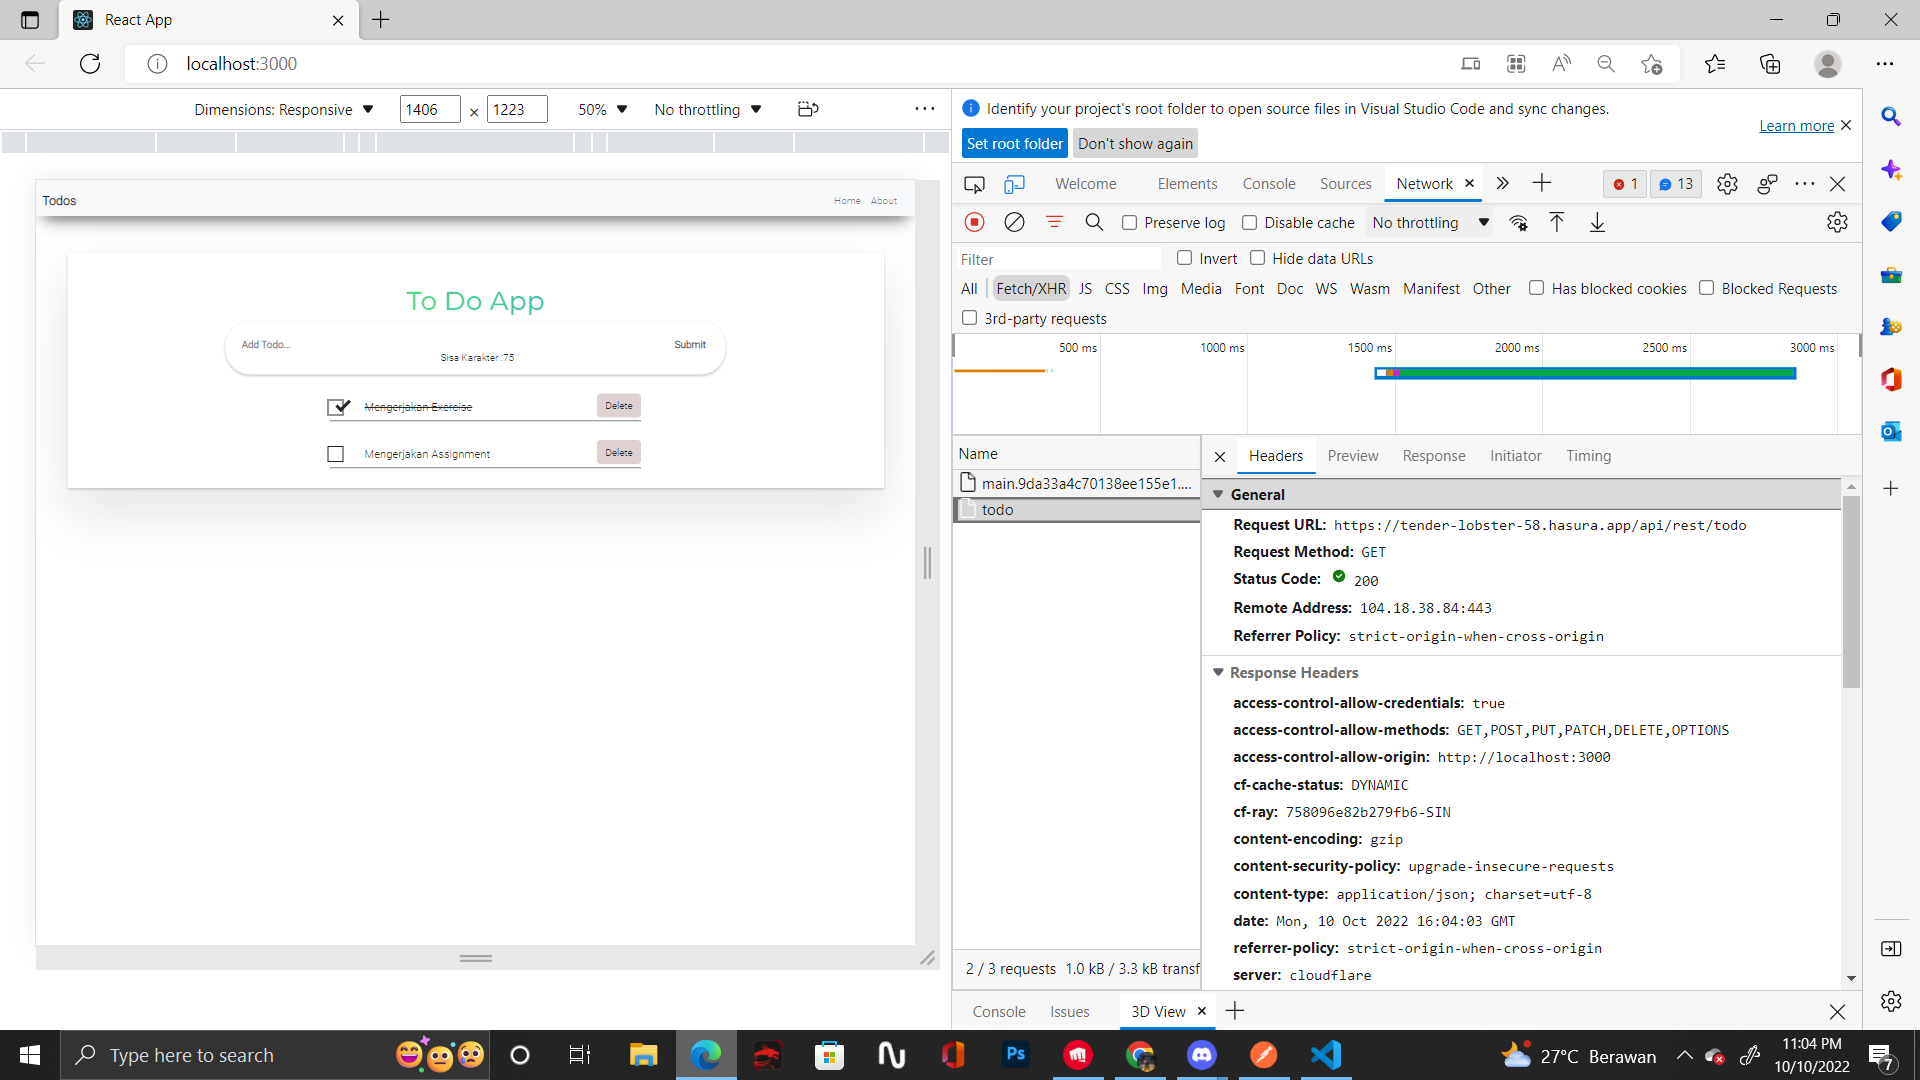 React App
localhost:3000
Dimensions: Responsive 1406 × 1223 50% No throttling
Todos Home About
To Do App
Add Todo... Submit
Sisa Karakter :75
Mengerjakan Exercise Delete
Mengerjakan Assignment Delete
Identify your project's root folder to open source files in Visual Studio Code and sync changes.
Learn more
Set root folder Don't show again
Welcome Elements Console Sources Network 1 13
Preserve log Disable cache No throttling
Filter Invert Hide data URLs
All Fetch/XHR JS CSS Img Media Font Doc WS Wasm Manifest Other Has blocked cookies Blocked Requests
3rd-party requests
500 ms 1000 ms 1500 ms 2000 ms 2500 ms 3000 ms
Name
main.9da33a4c70138ee155e1....
todo
2 / 3 requests 1.0 kB / 3.3 kB transf
Headers Preview Response Initiator Timing
General
Request URL: https://tender-lobster-58.hasura.app/api/rest/todo
Request Method: GET
Status Code: 200
Remote Address: 104.18.38.84:443
Referrer Policy: strict-origin-when-cross-origin
Response Headers
access-control-allow-credentials: true
access-control-allow-methods: GET,POST,PUT,PATCH,DELETE,OPTIONS
access-control-allow-origin: http://localhost:3000
cf-cache-status: DYNAMIC
cf-ray: 758096e82b279fb6-SIN
content-encoding: gzip
content-security-policy: upgrade-insecure-requests
content-type: application/json; charset=utf-8
date: Mon, 10 Oct 2022 16:04:03 GMT
referrer-policy: strict-origin-when-cross-origin
server: cloudflare
Console Issues 3D View
Type here to search
Ps
27°C Berawan
11:04 PM
10/10/2022
7